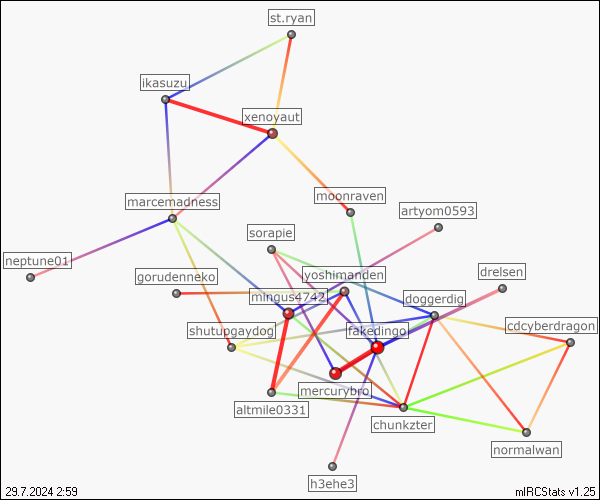 st.ryan
ikasuzu
xenoyaut
moonraven
marcemadness
artyom0593
sorapie
neptune01
gorudenneko
yoshimanden
drelsen
mingus4742
doggerdig
shutupgaydog
fakedingo
cdcyberdragon
mercurybro
altmile0331
chunkzter
normalwan
h3ehe3
29.7.2024 2:59
mIRCStats v1.25